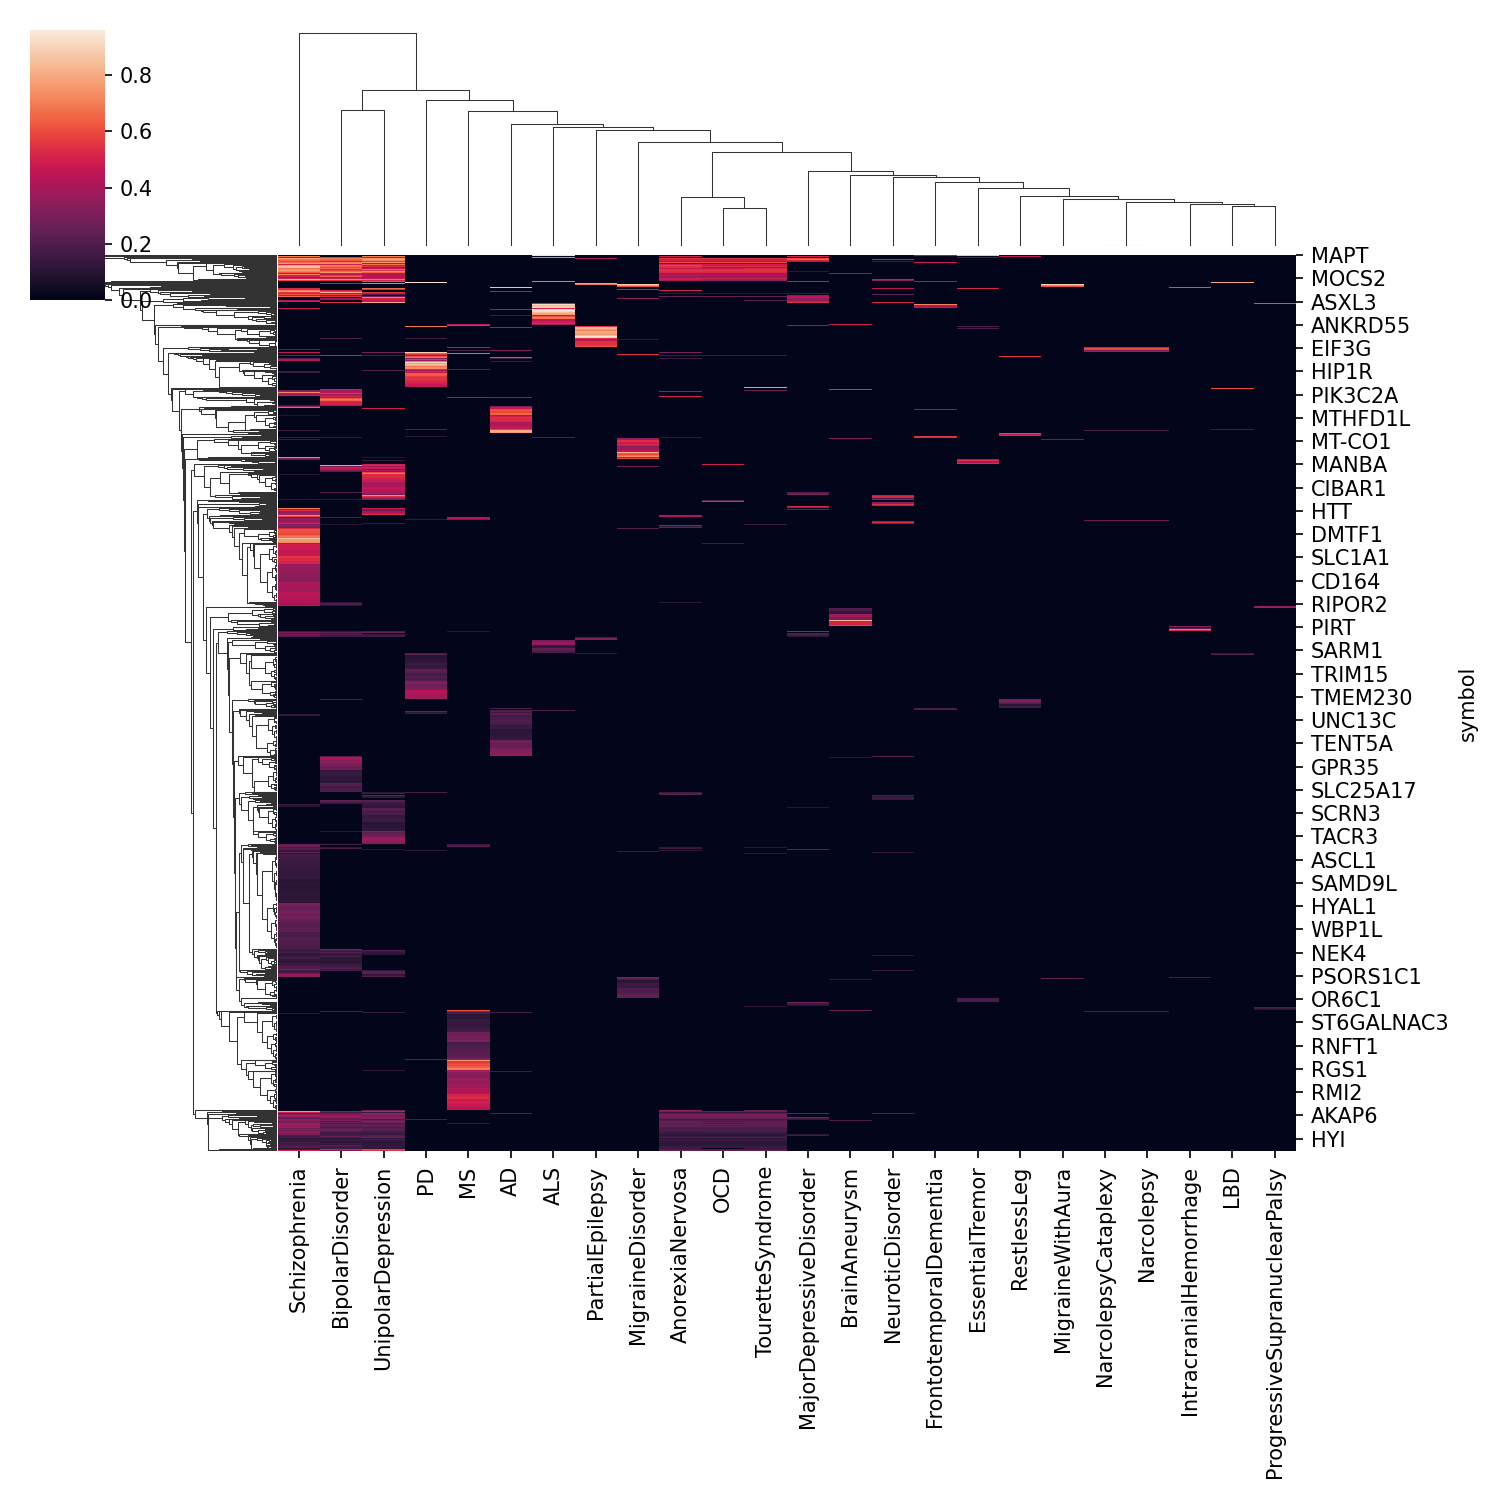 0.8
0.6
0.4
0.2
0.0
MAPT
MOCS2
ASXL3
ANKRD55
EIF3G
HIP1R
PIK3C2A
MTHFD1L
MT-CO1
MANBA
CIBAR1
HTT
DMTF1
SLC1A1
CD164
RIPOR2
PIRT
SARM1
TRIM15
TMEM230
UNC13C
TENT5A
GPR35
SLC25A17
SCRN3
TACR3
ASCL1
SAMD9L
HYAL1
WBP1L
NEK4
PSORS1C1
OR6C1
ST6GALNAC3
RNFT1
RGS1
RMI2
AKAP6
HYI
symbol
Schizophrenia
BipolarDisorder
UnipolarDepression
PD
MS
AD
ALS
PartialEpilepsy
MigraineDisorder
AnorexiaNervosa
OCD
TouretteSyndrome
MajorDepressiveDisorder
BrainAneurysm
NeuroticDisorder
FrontotemporalDementia
EssentialTremor
RestlessLeg
MigraineWithAura
NarcolepsyCataplexy
Narcolepsy
IntracranialHemorrhage
LBD
ProgressiveSupranuclearPalsy